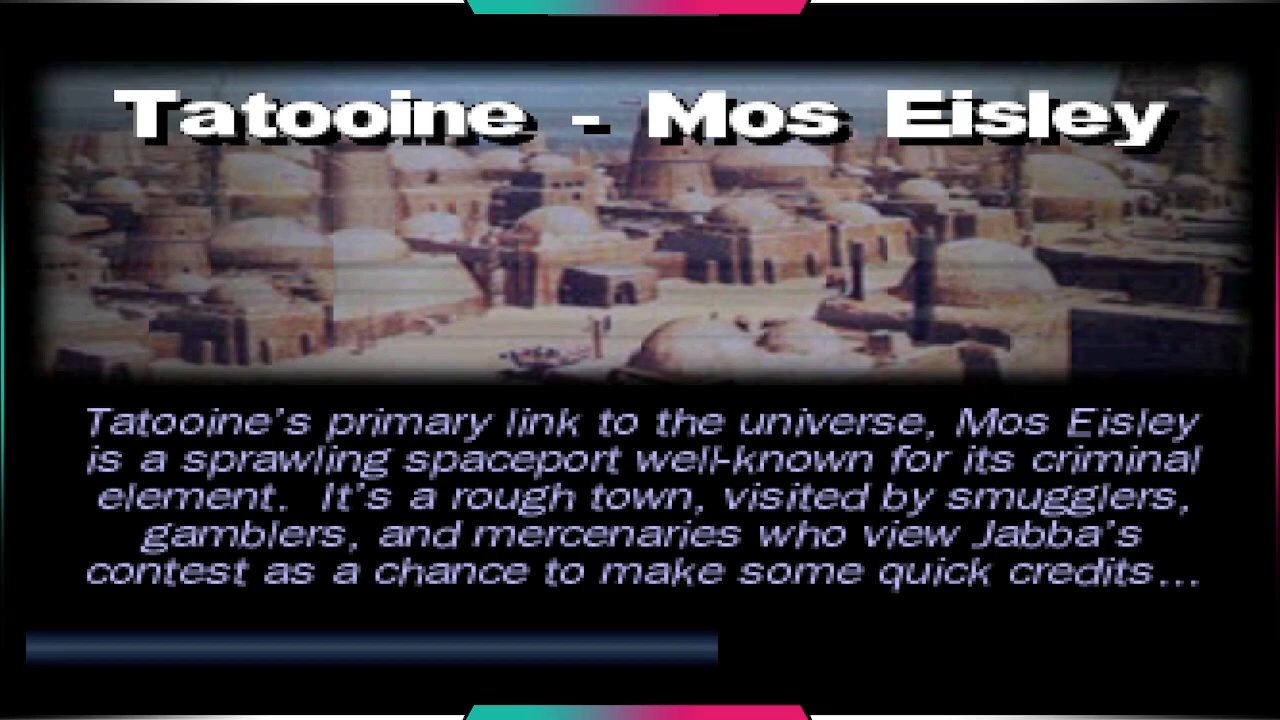 Tatooine - Mos Eisley
Tatooine's primary link to the universe, Mos Eisley
is a sprawling spaceport well-known for its criminal
element.  It's a rough town, visited by smugglers,
gamblers, and mercenaries who view Jabba's
contest as a chance to make some quick credits...